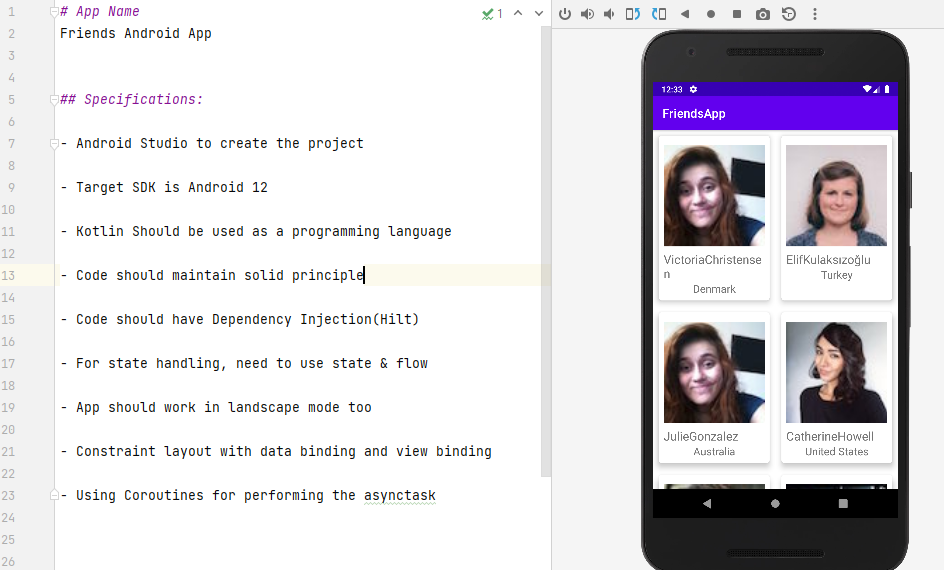 1 # App Name
2 Friends Android App
3
4
5 ## Specifications:
6
7 - Android Studio to create the project
8
9 - Target SDK is Android 12
10
11 - Kotlin Should be used as a programming language
12
13 - Code should maintain solid principle
14
15 - Code should have Dependency Injection(Hilt)
16
17 - For state handling, need to use state & flow
18
19 - App should work in landscape mode too
20
21 - Constraint layout with data binding and view binding
22
23 - Using Coroutines for performing the asynctask
24
25
26
1
12:33
FriendsApp
VictoriaChristense
n
Denmark
ElifKulaksızoğlu
Turkey
JulieGonzalez
Australia
CatherineHowell
United States